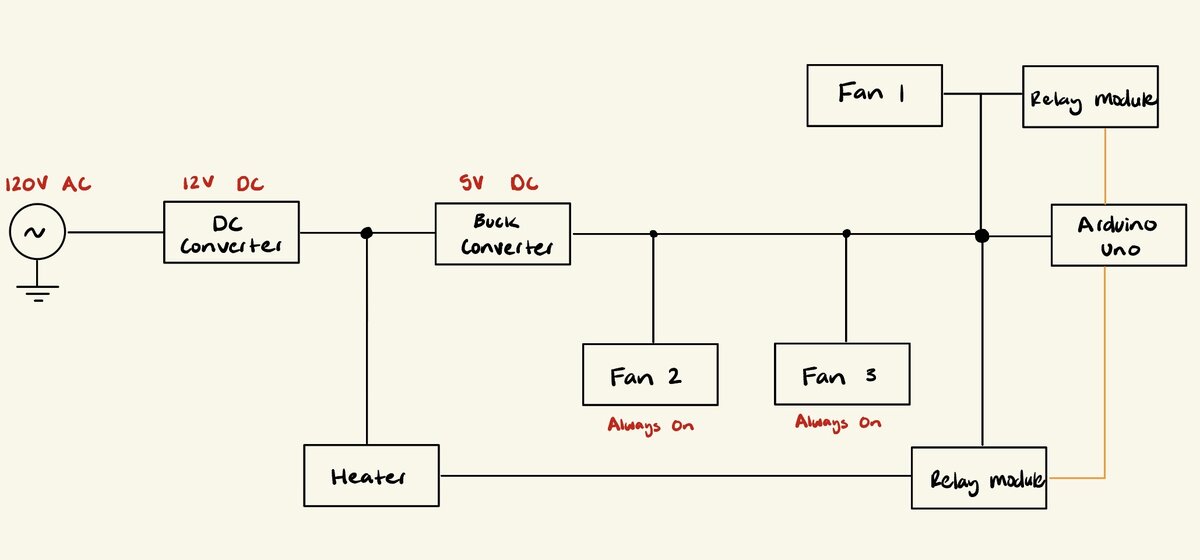 Fan 1
Relay module
120V AC
12V DC
5V DC
DC
Converter
Buck
Converter
Arduino
Uno
Fan 2
Fan 3
Always On
Always On
Heater
Relay module